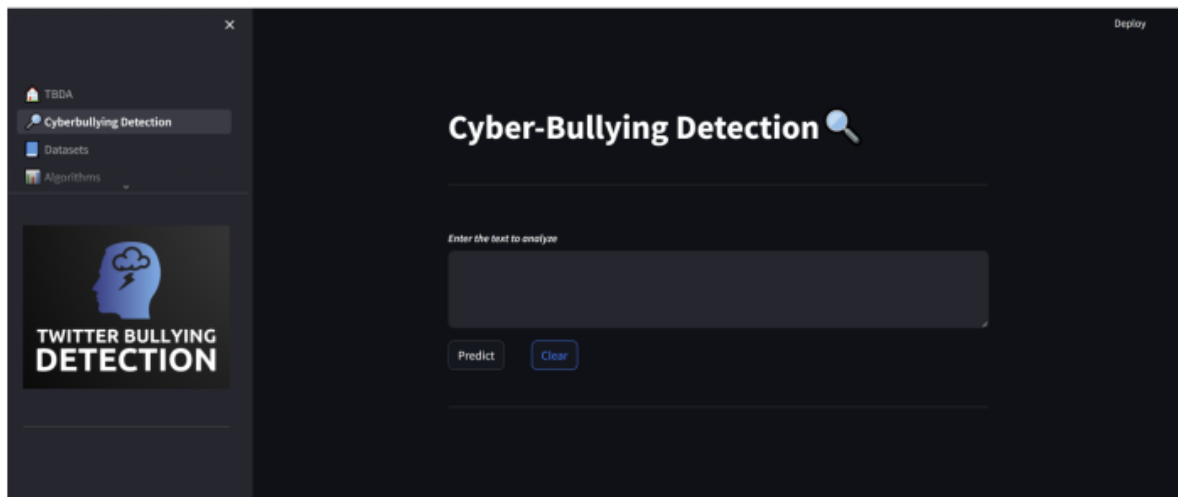 Deploy
TBDA
Cyberbullying Detection
Datasets
Algorithms
TWITTER BULLYING
DETECTION
Cyber-Bullying Detection
Enter the text to analyze
Predict
Clear